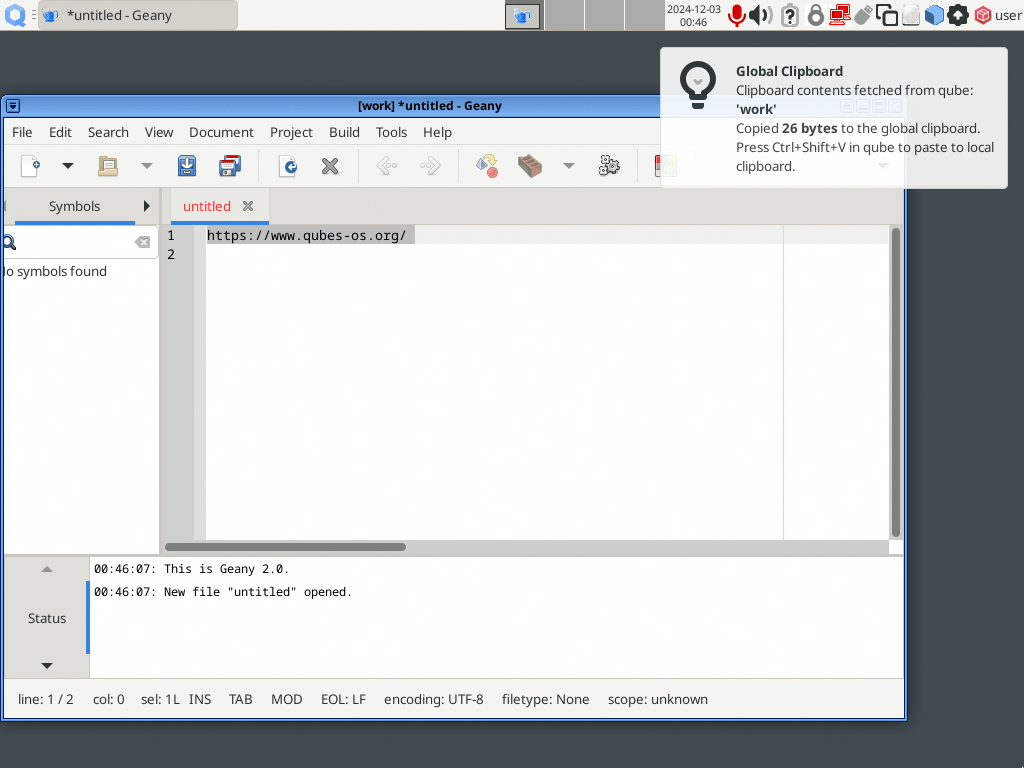 *untitled - Geany
2024-12-03
00:46
user
Global Clipboard
Clipboard contents fetched from qube:
'work'
Copied 26 bytes to the global clipboard.
Press Ctrl+Shift+V in qube to paste to local
clipboard.
[work] *untitled - Geany
File Edit Search View Document Project Build Tools Help
Symbols
untitled
1 https://www.qubes-os.org/
2
lo symbols found
00:46:07: This is Geany 2.0.
00:46:07: New file "untitled" opened.
Status
line: 1 / 2 col: 0 sel: 1L INS TAB MOD EOL: LF encoding: UTF-8 filetype: None scope: unknown